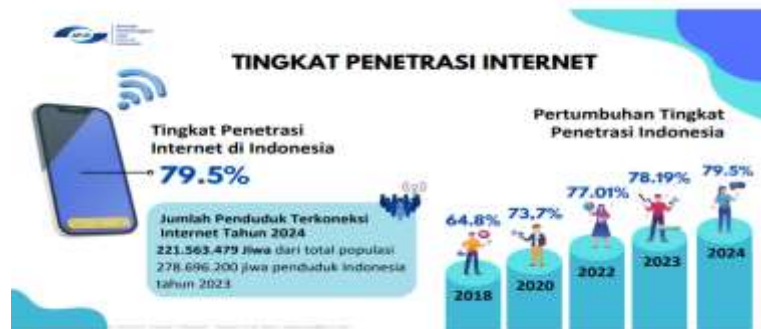 TINGKAT PENETRASI INTERNET
Tingkat Penetrasi
Internet di Indonesia
79.5%
Jumlah Penduduk Terkoneksi
Internet Tahun 2024
221.563.479 Jiwa dari total populasi
278.696.200 jiwa penduduk Indonesia
tahun 2023
Pertumbuhan Tingkat
Penetrasi Indonesia
64.8%
73,7%
77.01%
78.19%
79.5%
2018
2020
2022
2023
2024